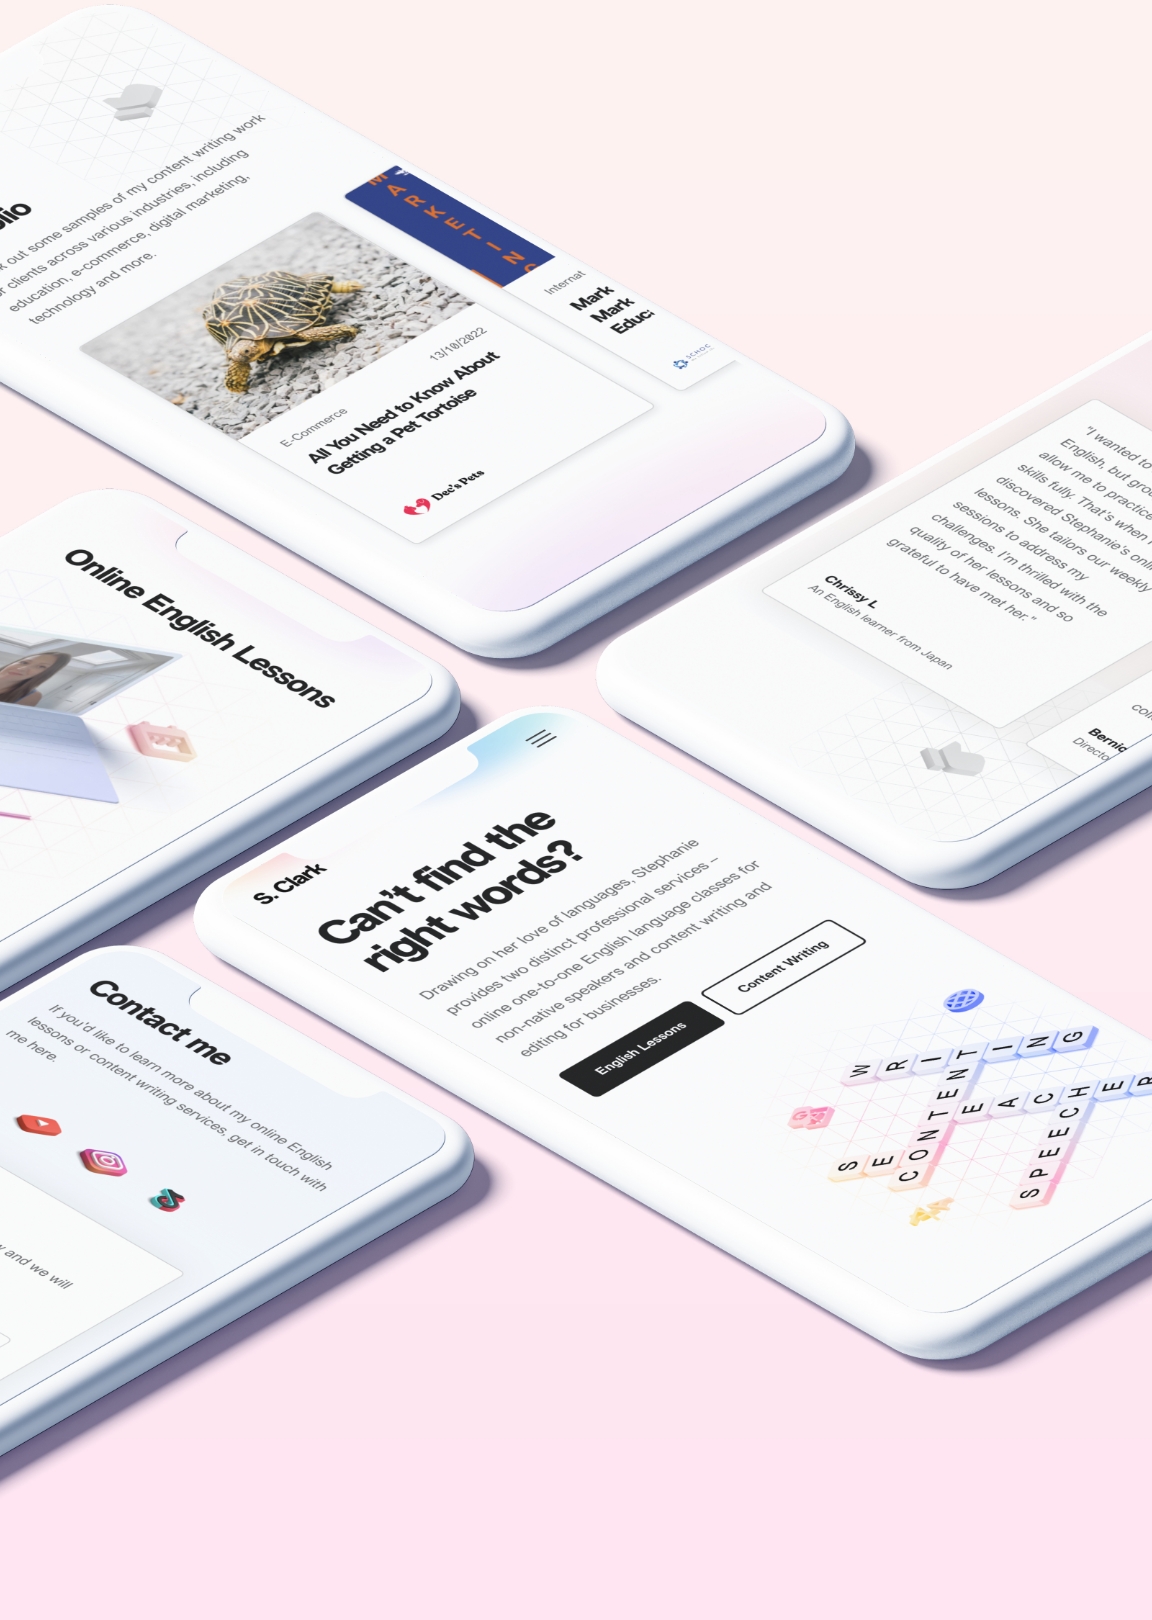 lio
out some samples of my content writing work
clients across various industries, including
education, e-commerce, digital marketing,
technology and more.
MARKETIN
13/10/2022
E-Commerce
All You Need to Know About
Getting a Pet Tortoise
Dec's Pets
Internat
Mark
Mark
Educ
SCHOC
"I wanted to
English, but gro
allow me to practice
skills fully. That's when
discovered Stephanie's onli
lessons. She tailors our weekly
sessions to address my
challenges. I'm thrilled with the
quality of her lessons and so
grateful to have met her."
Chrissy L
An English learner from Japan
Bernic
Directo
Online English Lessons
S. Clark
Can't find the
right words?
Drawing on her love of languages, Stephanie
provides two distinct professional services –
online one-to-one English language classes for
non-native speakers and content writing and
editing for businesses.
English Lessons
Content Writing
WRITING
CONTENT
TEACHER
SPEECH
SE
Contact me
If you'd like to learn more about my online English
lessons or content writing services, get in touch with
me here.
and we will